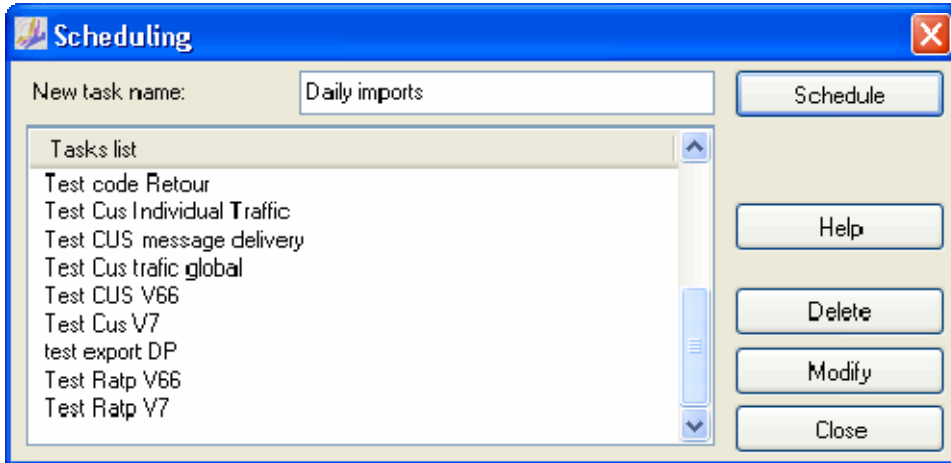 Scheduling
New task name: Daily imports Schedule
Tasks list
Test code Retour
Test Cus Individual Traffic
Test CUS message delivery
Test Cus trafic global
Test CUS V66
Test Cus V7
test export DP
Test Ratp V66
Test Ratp V7
Help
Delete
Modify
Close